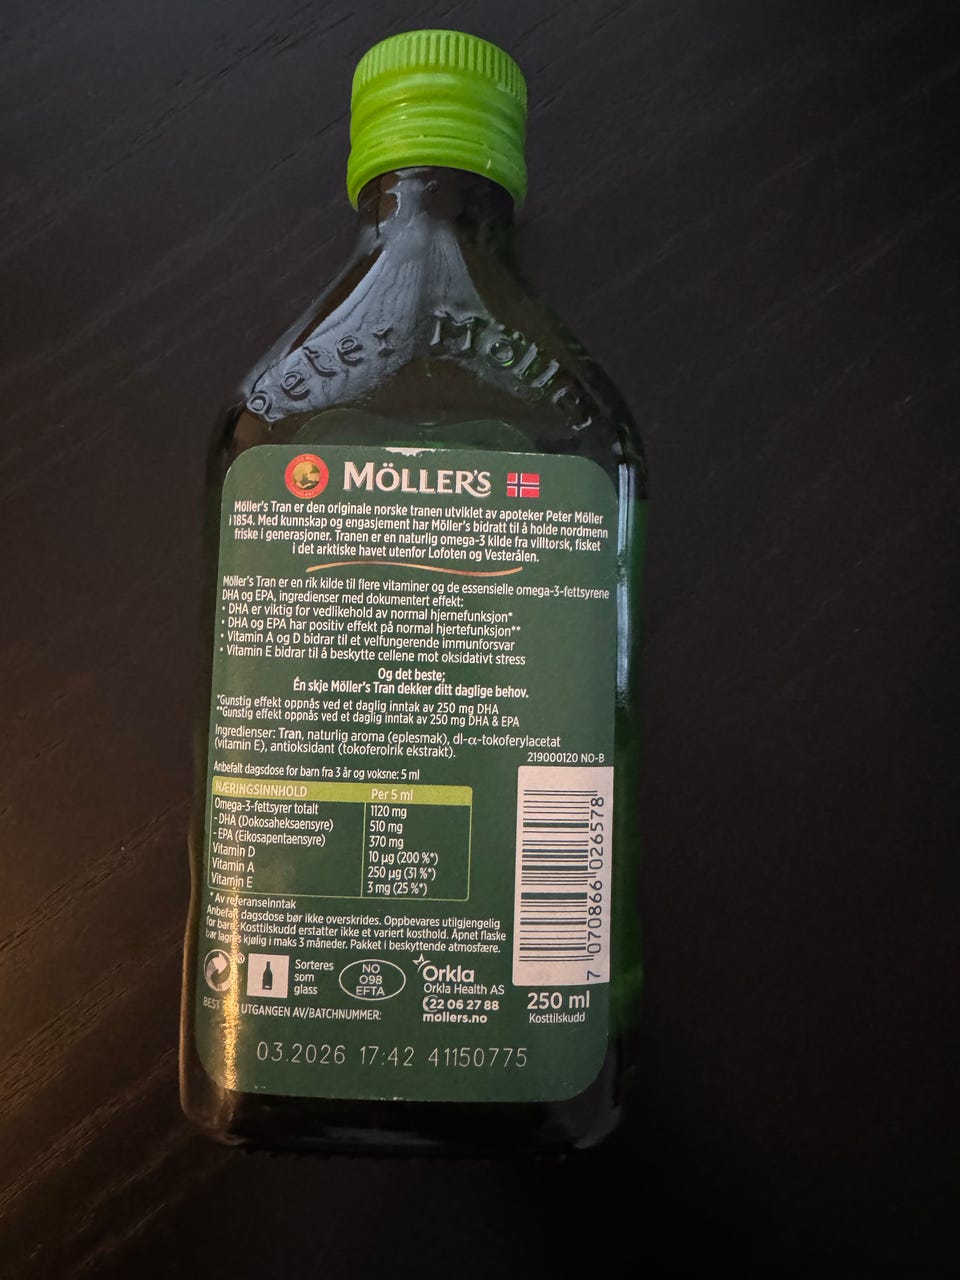 Peter Möller
MÖLLER'S
Möller's Tran er den originale norske tranen utviklet av apoteker Peter Möller
i 1854. Med kunnskap og engasjement har Möller's bidratt til å holde nordmenn
friske i generasjoner. Tranen er en naturlig omega-3 kilde fra villtorsk, fisket
i det arktiske havet utenfor Lofoten og Vesterålen.
Möller's Tran er en rik kilde til flere vitaminer og de essensielle omega-3-fettsyrene
DHA og EPA, ingredienser med dokumentert effekt:
• DHA er viktig for vedlikehold av normal hjernefunksjon*
• DHA og EPA har positiv effekt på normal hjertefunksjon**
• Vitamin A og D bidrar til et velfungerende immunforsvar
• Vitamin E bidrar til å beskytte cellene mot oksidativt stress
Og det beste;
Én skje Möller's Tran dekker ditt daglige behov.
*Gunstig effekt oppnås ved et daglig inntak av 250 mg DHA
**Gunstig effekt oppnås ved et daglig inntak av 250 mg DHA & EPA
Ingredienser: Tran, naturlig aroma (eplesmak), dl-α-tokoferylacetat
(vitamin E), antioksidant (tokoferolrik ekstrakt).
219000120 NO-B
Anbefalt dagsdose for barn fra 3 år og voksne: 5 ml
NÆRINGSINNHOLD Per 5 ml
Omega-3-fettsyrer totalt 1120 mg
- DHA (Dokosaheksaensyre) 510 mg
- EPA (Eikosapentaensyre) 370 mg
Vitamin D 10 µg (200 %*)
Vitamin A 250 µg (31 %*)
Vitamin E 3 mg (25 %*)
* Av referanseinntak
Anbefalt dagsdose bør ikke overskrides. Oppbevares utilgjengelig
for barn. Kosttilskudd erstatter ikke et variert kosthold. Åpnet flaske
bør lagres kjølig i maks 3 måneder. Pakket i beskyttende atmosfære.
7 070866 026578
Sorteres
som
glass
NO
098
EFTA
Orkla
Orkla Health AS
22 06 27 88
mollers.no
250 ml
Kosttilskudd
BEST UTGANGEN AV/BATCHNUMMER:
03.2026 17:42 41150775